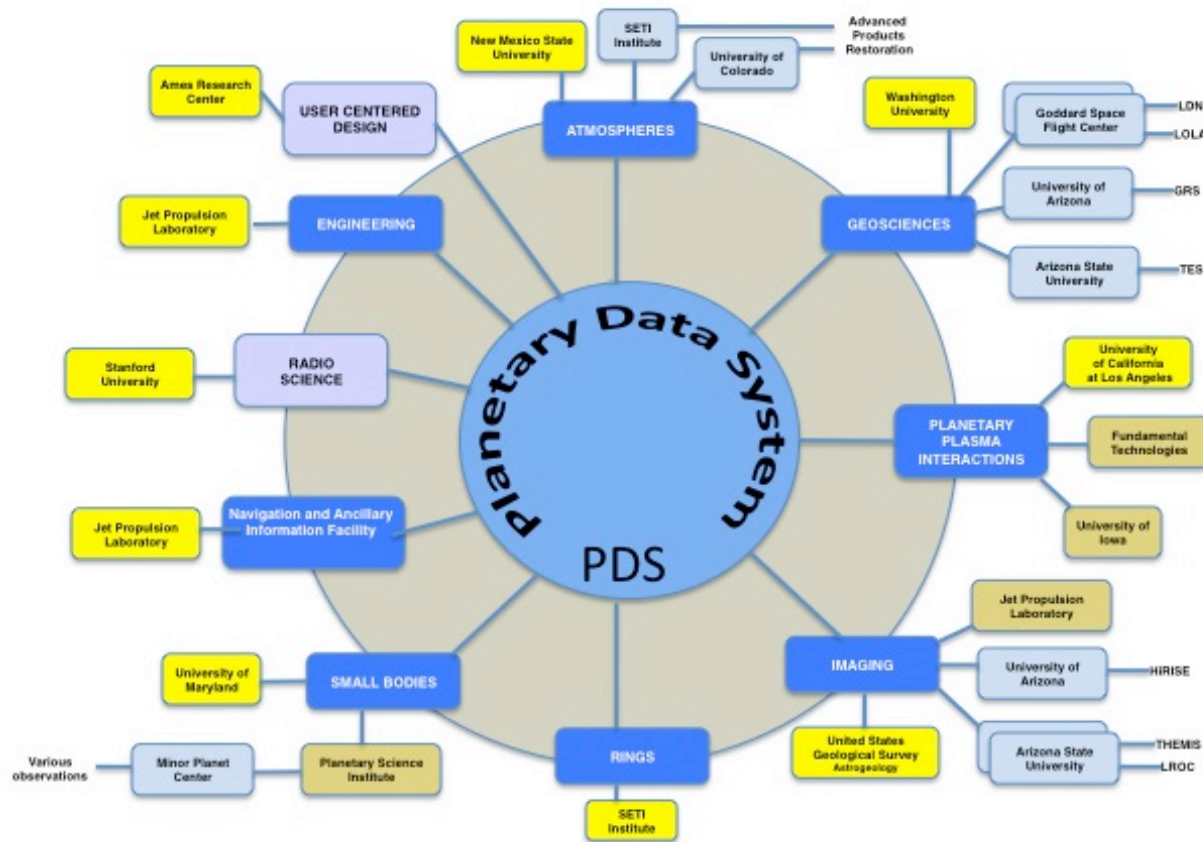 SETI
Institute
Advanced
Products
Restoration
New Mexico State
University
University of
Colorado
Ames Research
Center
USER CENTERED
DESIGN
ATMOSPHERES
Washington
University
Goddard Space
Flight Center
LDN
LOLA
Jet Propulsion
Laboratory
ENGINEERING
GEOSCIENCES
University of
Arizona
GRS
Arizona State
University
TES
Planetary Data System
PDS
Stanford
University
RADIO
SCIENCE
University
of California
at Los Angeles
PLANETARY
PLASMA
INTERACTIONS
Fundamental
Technologies
University of
Iowa
Jet Propulsion
Laboratory
Navigation and Ancillary
Information Facility
Jet Propulsion
Laboratory
IMAGING
University of
Arizona
HiRISE
University of
Maryland
SMALL BODIES
United States
Geological Survey
Astrogeology
Arizona State
University
THEMIS
LROC
Various
observations
Minor Planet
Center
Planetary Science
Institute
RINGS
SETI
Institute